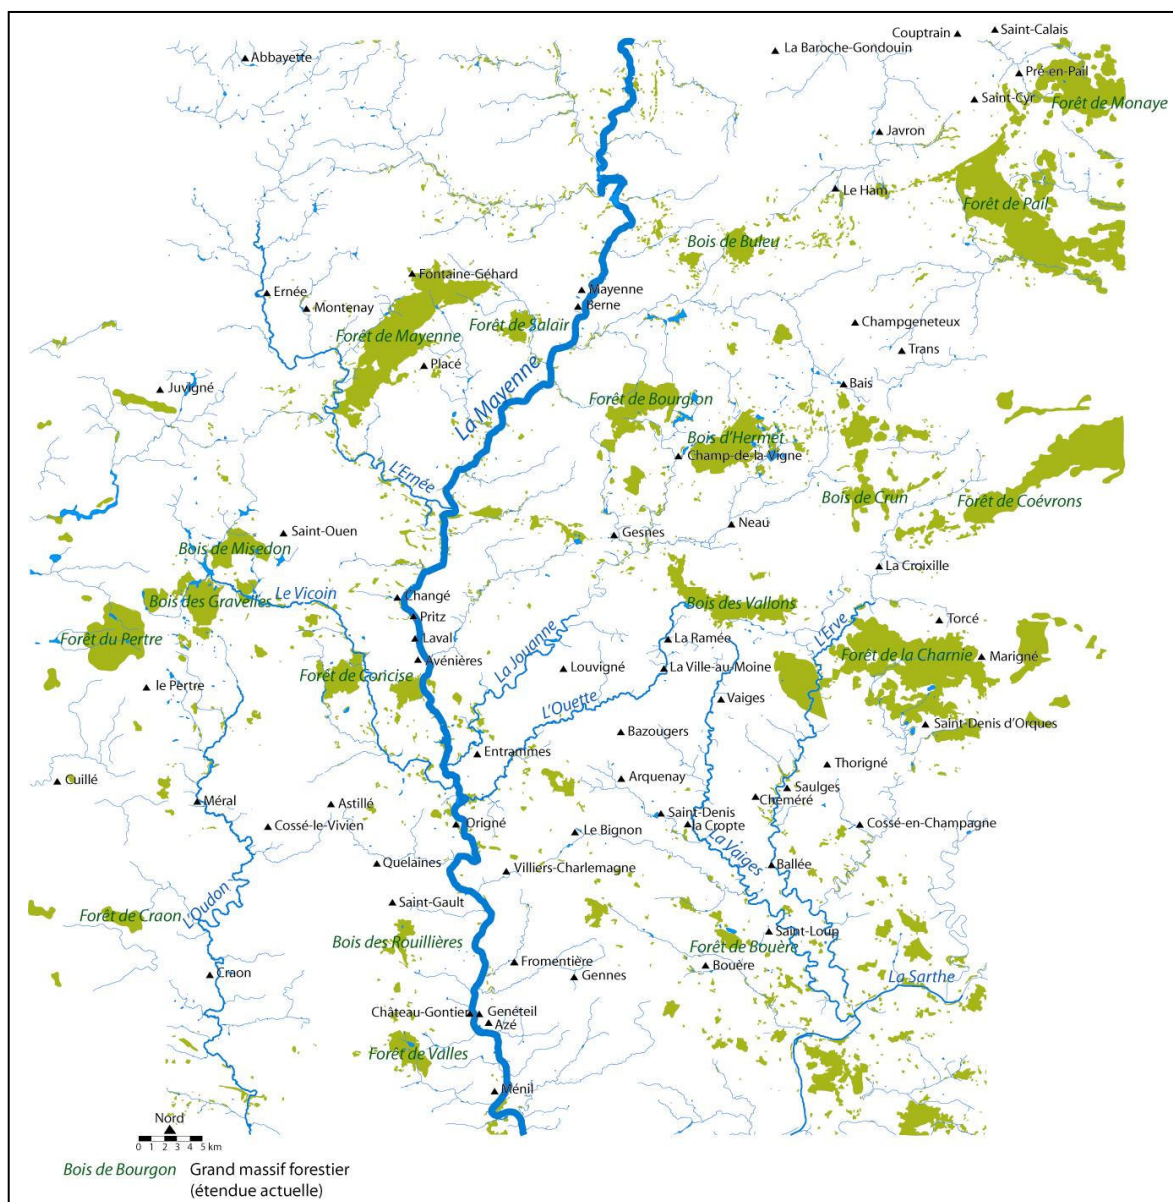 Couptrain
Saint-Calais
La Baroche-Gondouin
Abbayette
Pré-en-Pail
Saint-Cyr
Forêt de Monaye
Javron
Le Ham
Forêt de Pail
Bois de Buleu
Fontaine-Géhard
Ernée
Mayenne
Montenay
Berne
Forêt de Salair
Champgeneteux
Forêt de Mayenne
Trans
Placé
La Mayenne
Juvigné
Bais
Forêt de Bourgion
Bois d'Hermet
Champ-de-la-Vigne
L'Ernée
Bois de Crun
Forêt de Coévrons
Neau
Saint-Ouen
Gesnes
Bois de Misedon
La Croixille
Le Vicoin
Changé
Bois des Gravelles
Bois des Vallons
Pritz
Torcé
L'Erve
Forêt du Pertre
Laval
La Jouanne
La Ramée
Avénières
Forêt de la Charnie
Marigné
Louvigné
La Ville-au-Moine
Forêt de Concise
le Pertre
L'Ouette
Vaiges
Saint-Denis d'Orques
Bazougers
Entrammes
Thorigné
Cuillé
Arquenay
Saulges
Méral
Astillé
Chéméré
Saint-Denis
la Cropte
Cossé-le-Vivien
Origné
Le Bignon
Cossé-en-Champagne
La Vaiges
Quelaines
Villiers-Charlemagne
Ballée
L'Oudon
Saint-Gault
Forêt de Craon
Saint-Loup
Bois des Rouillières
Forêt de Bouère
Fromentière
Bouère
Craon
Gennes
La Sarthe
Château-Gontier
Genéteil
Azé
Forêt de Valles
Ménil
Nord
0 1 2 3 4 5 km
Bois de Bourgon Grand massif forestier
(étendue actuelle)